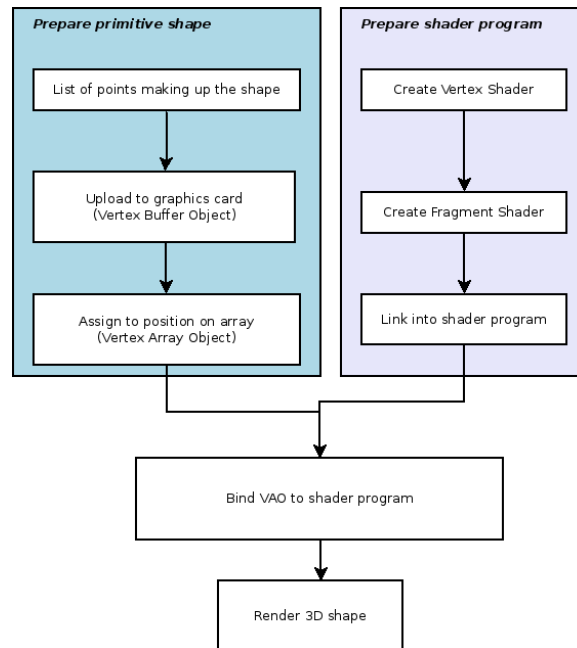 Prepare primitive shape
List of points making up the shape
Upload to graphics card
(Vertex Buffer Object)
Assign to position on array
(Vertex Array Object)
Prepare shader program
Create Vertex Shader
Create Fragment Shader
Link into shader program
Bind VAO to shader program
Render 3D shape